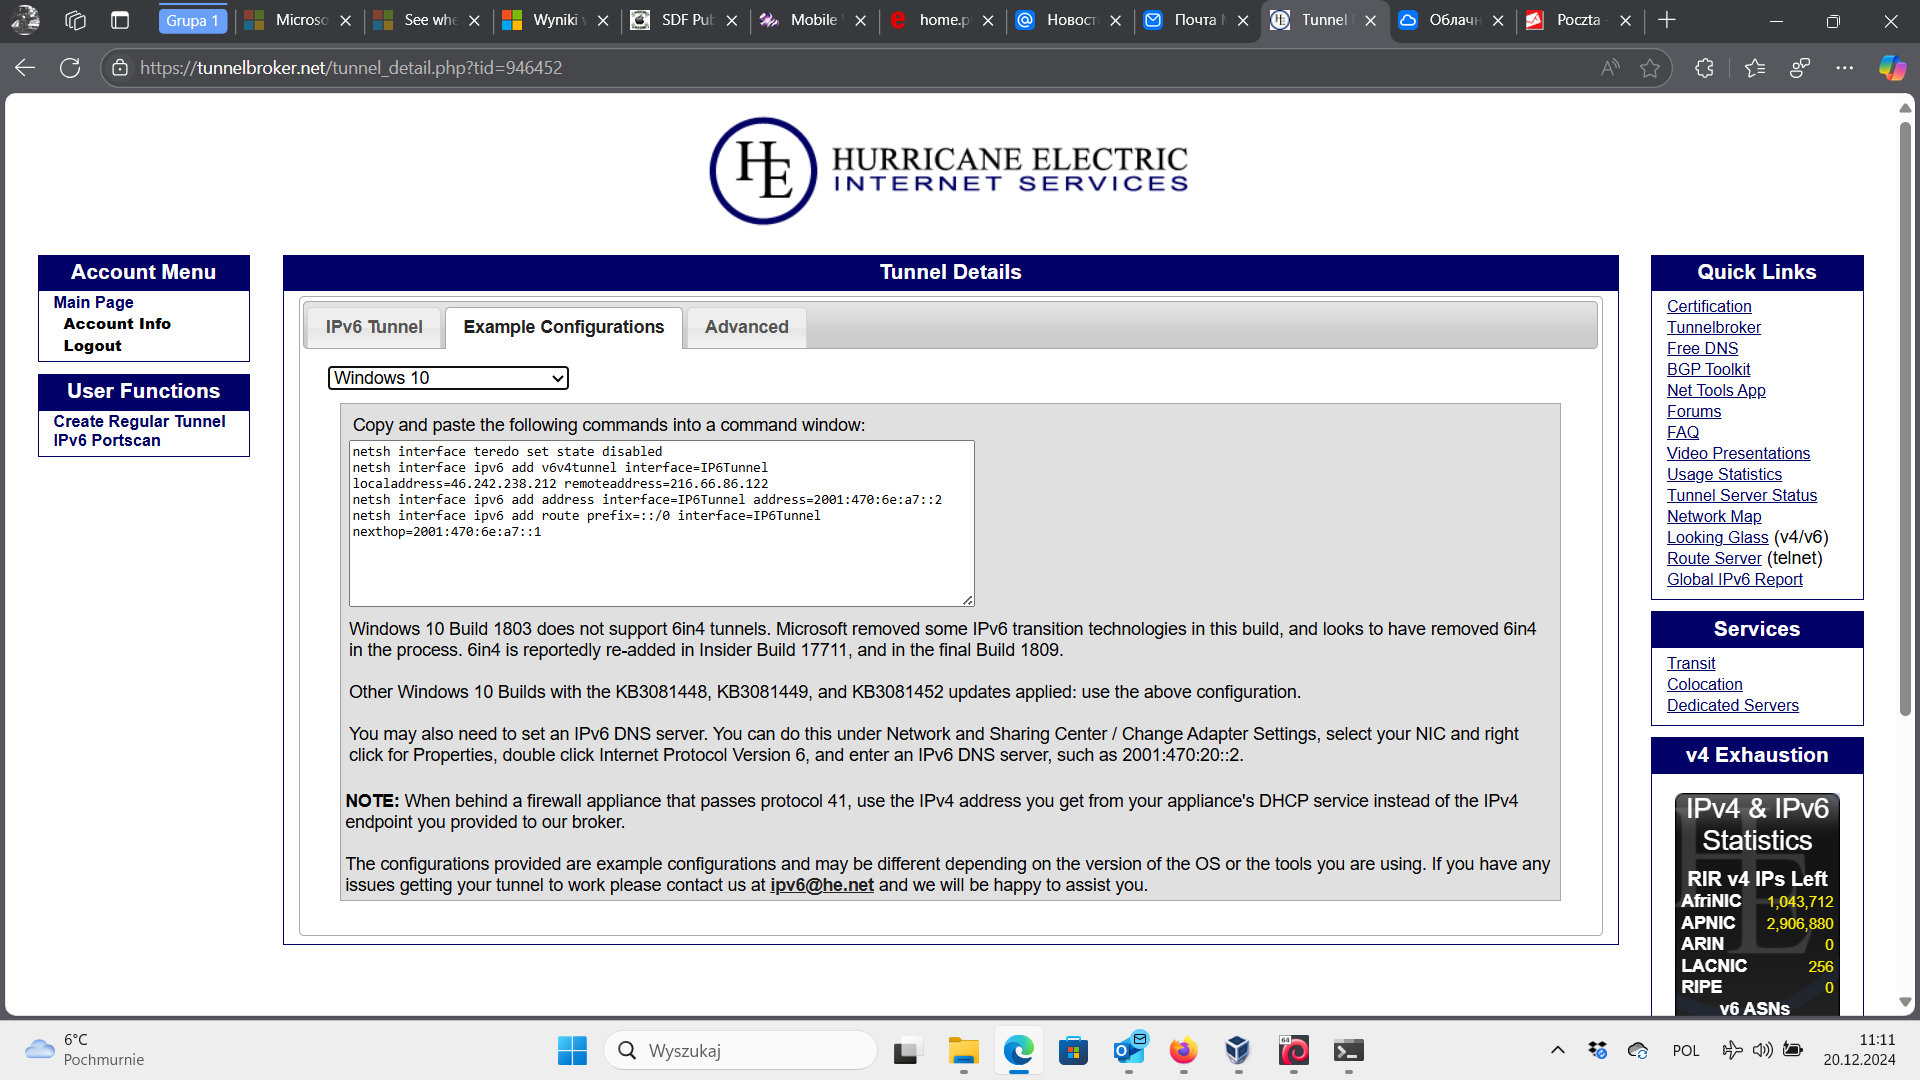 Grupa 1
Microso
See whe
Wyniki
SDF Pub
Mobile
home.p
Новост
Почта
Tunnel
Облачн
Poczta
https://tunnelbroker.net/tunnel_detail.php?tid=946452
HE
HURRICANE ELECTRIC
INTERNET SERVICES
Account Menu
Main Page
Account Info
Logout
User Functions
Create Regular Tunnel
IPv6 Portscan
Tunnel Details
IPv6 Tunnel
Example Configurations
Advanced
Windows 10
Copy and paste the following commands into a command window:
netsh interface teredo set state disabled
netsh interface ipv6 add v6v4tunnel interface=IP6Tunnel
localaddress=46.242.238.212 remoteaddress=216.66.86.122
netsh interface ipv6 add address interface=IP6Tunnel address=2001:470:6e:a7::2
netsh interface ipv6 add route prefix=::/0 interface=IP6Tunnel
nexthop=2001:470:6e:a7::1
Windows 10 Build 1803 does not support 6in4 tunnels. Microsoft removed some IPv6 transition technologies in this build, and looks to have removed 6in4
in the process. 6in4 is reportedly re-added in Insider Build 17711, and in the final Build 1809.
Other Windows 10 Builds with the KB3081448, KB3081449, and KB3081452 updates applied: use the above configuration.
You may also need to set an IPv6 DNS server. You can do this under Network and Sharing Center / Change Adapter Settings, select your NIC and right
click for Properties, double click Internet Protocol Version 6, and enter an IPv6 DNS server, such as 2001:470:20::2.
NOTE: When behind a firewall appliance that passes protocol 41, use the IPv4 address you get from your appliance's DHCP service instead of the IPv4
endpoint you provided to our broker.
The configurations provided are example configurations and may be different depending on the version of the OS or the tools you are using. If you have any
issues getting your tunnel to work please contact us at ipv6@he.net and we will be happy to assist you.
Quick Links
Certification
Tunnelbroker
Free DNS
BGP Toolkit
Net Tools App
Forums
FAQ
Video Presentations
Usage Statistics
Tunnel Server Status
Network Map
Looking Glass (v4/v6)
Route Server (telnet)
Global IPv6 Report
Services
Transit
Colocation
Dedicated Servers
v4 Exhaustion
IPv4 & IPv6
Statistics
RIR v4 IPs Left
AfriNIC 1,043,712
APNIC 2,906,880
ARIN 0
LACNIC 256
RIPE 0
v6 ASNs
6°C
Pochmurnie
Wyszukaj
64
POL
11:11
20.12.2024